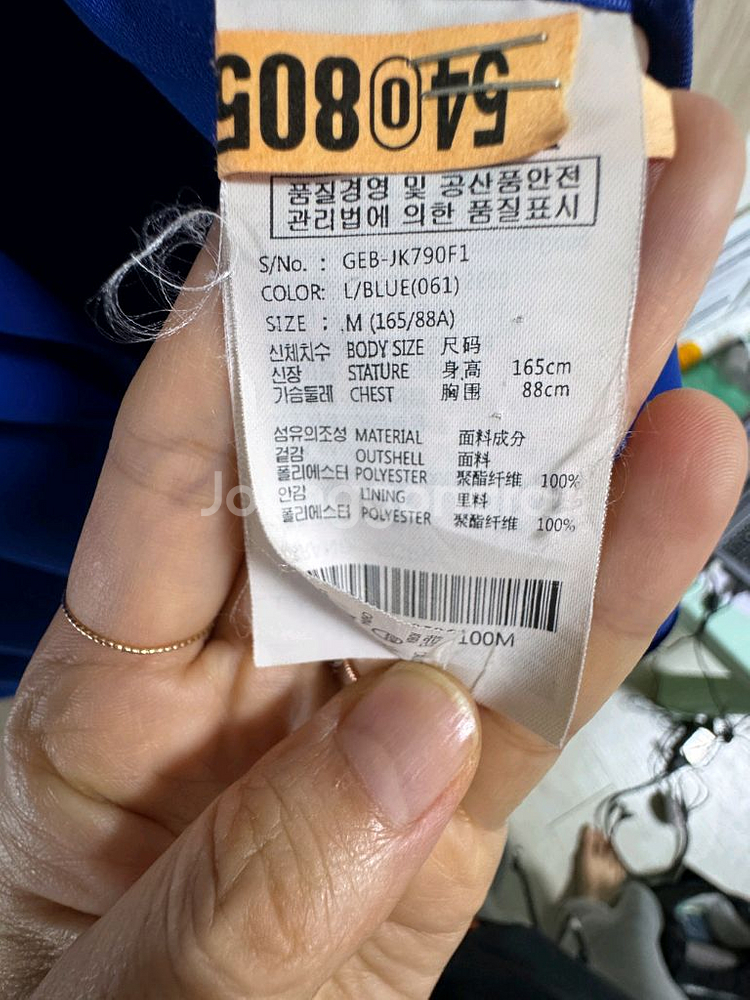 54 0 805
품질경영 및 공산품안전
관리법에 의한 품질표시
S/No. : GEB-JK790F1
COLOR: L/BLUE(061)
SIZE : M (165/88A)
신체치수 BODY SIZE 尺码
신장 STATURE 身高 165cm
가슴둘레 CHEST 胸围 88cm
섬유의조성 MATERIAL 面料成分
겉감 OUTSHELL 面料
폴리에스터 POLYESTER 聚酯纤维 100%
안감 LINING 里料
폴리에스터 POLYESTER 聚酯纤维 100%
100M